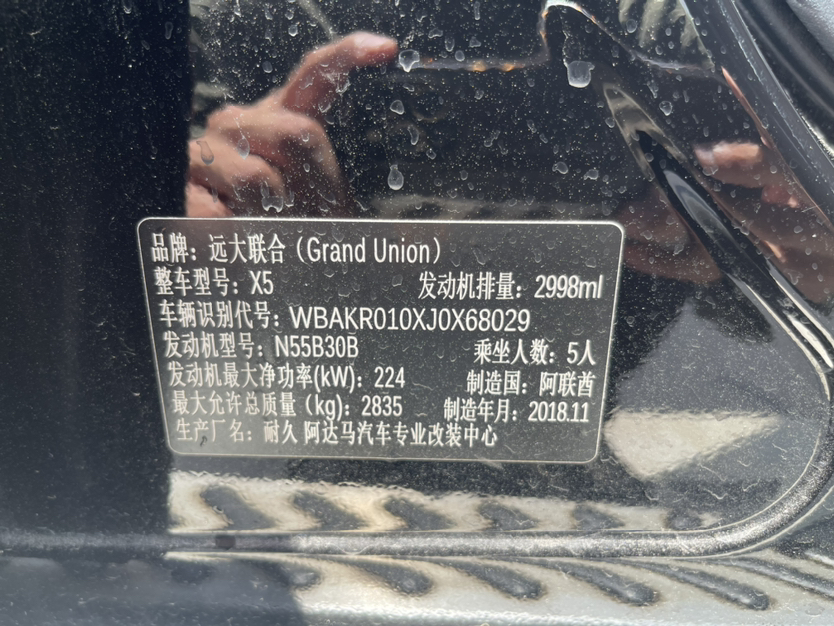 品牌：远大联合（Grand Union）
整车型号：X5 发动机排量：2998ml
车辆识别代号：WBAKR010XJ0X68029
发动机型号：N55B30B 乘坐人数：5人
发动机最大净功率(kW)：224 制造国：阿联酋
最大允许总质量（kg)：2835 制造年月：2018.11
生产厂名：耐久 阿达马汽车专业改装中心